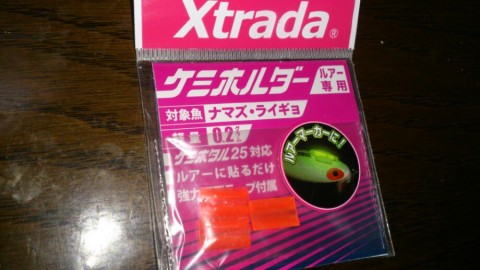 Xtrada®
ケミホルダー
ルアー
専用
対象魚 ナマズ・ライギョ
ケミホタル25対応
ルアーに貼るだけ
ルアーマーカーに!